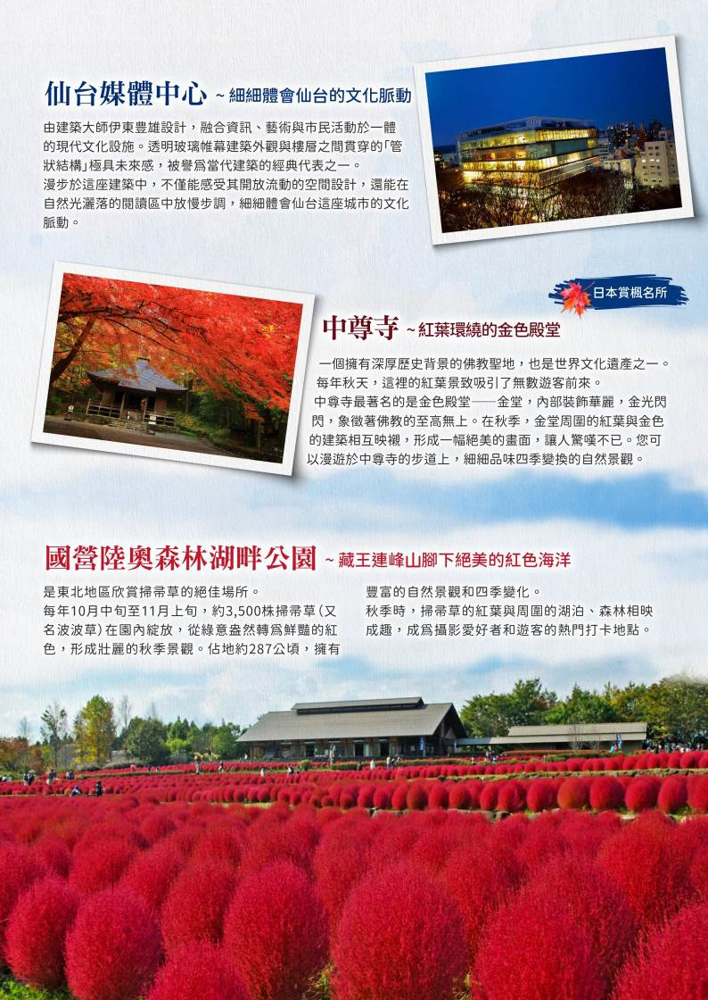 仙台媒體中心 ~ 細細體會仙台的文化脈動
由建築大師伊東豊雄設計，融合資訊、藝術與市民活動於一體
的現代文化設施。透明玻璃帷幕建築外觀與樓層之間貫穿的「管
狀結構」極具未來感，被譽爲當代建築的經典代表之一。
漫步於這座建築中，不僅能感受其開放流動的空間設計，還能在
自然光灑落的閱讀區中放慢步調，細細體會仙台這座城市的文化
脈動。
日本賞楓名所
中尊寺 ~ 紅葉環繞的金色殿堂
一個擁有深厚歷史背景的佛教聖地，也是世界文化遺產之一。
每年秋天，這裡的紅葉景致吸引了無數遊客前來。
中尊寺最著名的是金色殿堂——金堂，內部裝飾華麗，金光閃
閃，象徵著佛教的至高無上。在秋季，金堂周圍的紅葉與金色
的建築相互映襯，形成一幅絕美的畫面，讓人驚嘆不已。您可
以漫遊於中尊寺的步道上，細細品味四季變換的自然景觀。
國營陸奧森林湖畔公園 ~ 藏王連峰山腳下絕美的紅色海洋
是東北地區欣賞掃帚草的絕佳場所。
每年10月中旬至11月上旬，約3,500株掃帚草（又
名波波草）在園內綻放，從綠意盎然轉爲鮮豔的紅
色，形成壯麗的秋季景觀。佔地約287公頃，擁有
豐富的自然景觀和四季變化。
秋季時，掃帚草的紅葉與周圍的湖泊、森林相映
成趣，成爲攝影愛好者和遊客的熱門打卡地點。